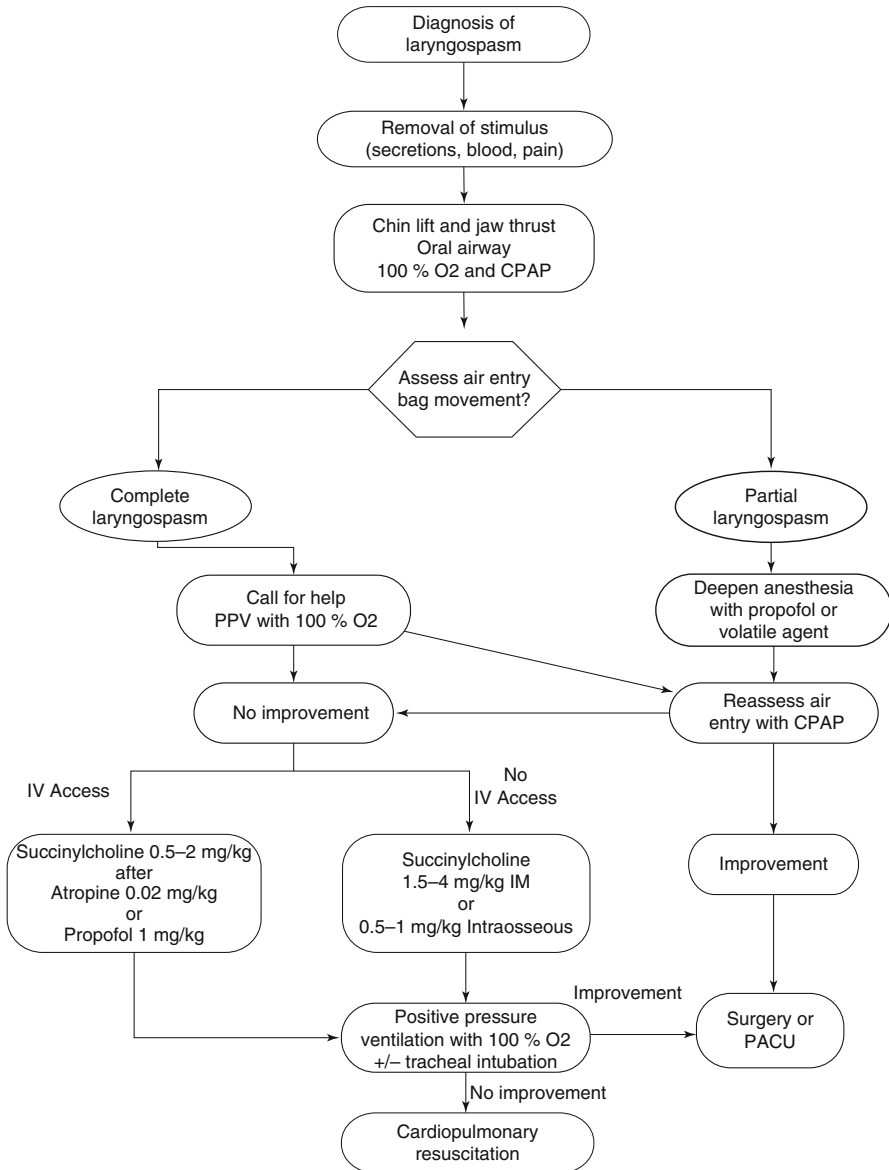 Diagnosis of
laryngospasm
Removal of stimulus
(secretions, blood, pain)
Chin lift and jaw thrust
Oral airway
100 % O2 and CPAP
Assess air entry
bag movement?
Complete
laryngospasm
Partial
laryngospasm
Call for help
PPV with 100 % O2
Deepen anesthesia
with propofol or
volatile agent
No improvement
Reassess air
entry with CPAP
IV Access
No
IV Access
Succinylcholine 0.5–2 mg/kg
after
Atropine 0.02 mg/kg
or
Propofol 1 mg/kg
Succinylcholine
1.5–4 mg/kg IM
or
0.5–1 mg/kg Intraosseous
Improvement
Positive pressure
ventilation with 100 % O2
+/– tracheal intubation
Improvement
Surgery or
PACU
No improvement
Cardiopulmonary
resuscitation